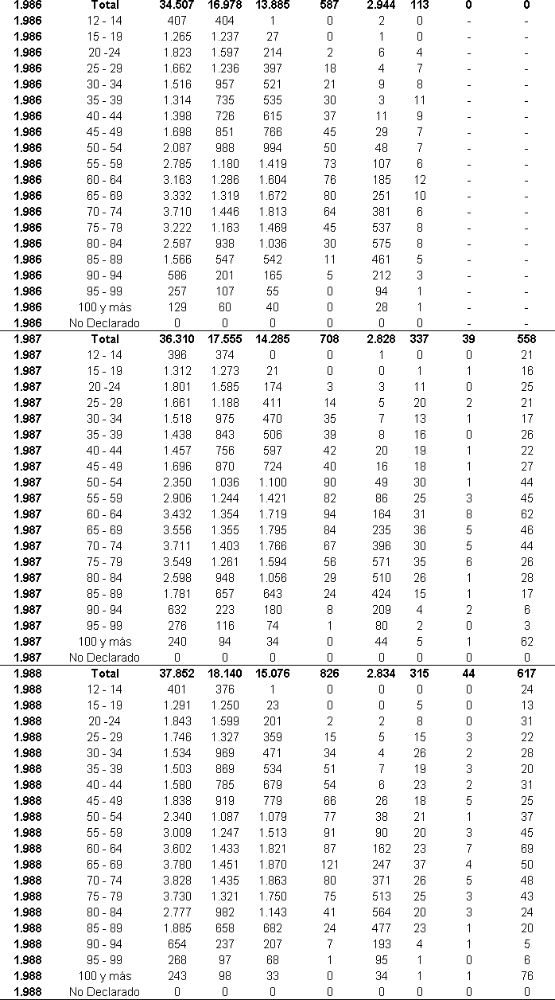 1.986 Total 34.507 16.978 13.885 587 2.944 113 0 0
1.986 12 - 14 407 404 1 0 2 0 - -
1.986 15 - 19 1.265 1.237 27 0 1 0 - -
1.986 20 -24 1.823 1.597 214 2 6 4 - -
1.986 25 - 29 1.662 1.236 397 18 4 7 - -
1.986 30 - 34 1.516 957 521 21 9 8 - -
1.986 35 - 39 1.314 735 535 30 3 11 - -
1.986 40 - 44 1.398 726 615 37 11 9 - -
1.986 45 - 49 1.698 851 766 45 29 7 - -
1.986 50 - 54 2.087 988 994 50 48 7 - -
1.986 55 - 59 2.785 1.180 1.419 73 107 6 - -
1.986 60 - 64 3.163 1.286 1.604 76 185 12 - -
1.986 65 - 69 3.332 1.319 1.672 80 251 10 - -
1.986 70 - 74 3.710 1.446 1.813 64 381 6 - -
1.986 75 - 79 3.222 1.163 1.469 45 537 8 - -
1.986 80 - 84 2.587 938 1.036 30 575 8 - -
1.986 85 - 89 1.566 547 542 11 461 5 - -
1.986 90 - 94 586 201 165 5 212 3 - -
1.986 95 - 99 257 107 55 0 94 1 - -
1.986 100 y más 129 60 40 0 28 1 - -
1.986 No Declarado 0 0 0 0 0 0 - -
1.987 Total 36.310 17.555 14.285 708 2.828 337 39 558
1.987 12 - 14 396 374 0 0 1 0 0 21
1.987 15 - 19 1.312 1.273 21 0 0 1 1 16
1.987 20 -24 1.801 1.585 174 3 3 11 0 25
1.987 25 - 29 1.661 1.188 411 14 5 20 2 21
1.987 30 - 34 1.518 975 470 35 7 13 1 17
1.987 35 - 39 1.438 843 506 39 8 16 0 26
1.987 40 - 44 1.457 756 597 42 20 19 1 22
1.987 45 - 49 1.696 870 724 40 16 18 1 27
1.987 50 - 54 2.350 1.036 1.100 90 49 30 1 44
1.987 55 - 59 2.906 1.244 1.421 82 86 25 3 45
1.987 60 - 64 3.432 1.354 1.719 94 164 31 8 62
1.987 65 - 69 3.556 1.355 1.795 84 235 36 5 46
1.987 70 - 74 3.711 1.403 1.766 67 396 30 5 44
1.987 75 - 79 3.549 1.261 1.594 56 571 35 6 26
1.987 80 - 84 2.598 948 1.056 29 510 26 1 28
1.987 85 - 89 1.781 657 643 24 424 15 1 17
1.987 90 - 94 632 223 180 8 209 4 2 6
1.987 95 - 99 276 116 74 1 80 2 0 3
1.987 100 y más 240 94 34 0 44 5 1 62
1.987 No Declarado 0 0 0 0 0 0 0 0
1.988 Total 37.852 18.140 15.076 826 2.834 315 44 617
1.988 12 - 14 401 376 1 0 0 0 0 24
1.988 15 - 19 1.291 1.250 23 0 0 5 0 13
1.988 20 -24 1.843 1.599 201 2 2 8 0 31
1.988 25 - 29 1.746 1.327 359 15 5 15 3 22
1.988 30 - 34 1.534 969 471 34 4 26 2 28
1.988 35 - 39 1.503 869 534 51 7 19 3 20
1.988 40 - 44 1.580 785 679 54 6 23 2 31
1.988 45 - 49 1.838 919 779 66 26 18 5 25
1.988 50 - 54 2.340 1.087 1.079 77 38 21 1 37
1.988 55 - 59 3.009 1.247 1.513 91 90 20 3 45
1.988 60 - 64 3.602 1.433 1.821 87 162 23 7 69
1.988 65 - 69 3.780 1.451 1.870 121 247 37 4 50
1.988 70 - 74 3.828 1.435 1.863 80 371 26 5 48
1.988 75 - 79 3.730 1.321 1.750 75 513 25 3 43
1.988 80 - 84 2.777 982 1.143 41 564 20 3 24
1.988 85 - 89 1.885 658 682 24 477 23 1 20
1.988 90 - 94 654 237 207 7 193 4 1 5
1.988 95 - 99 268 97 68 1 95 1 0 6
1.988 100 y más 243 98 33 0 34 1 1 76
1.988 No Declarado 0 0 0 0 0 0 0 0